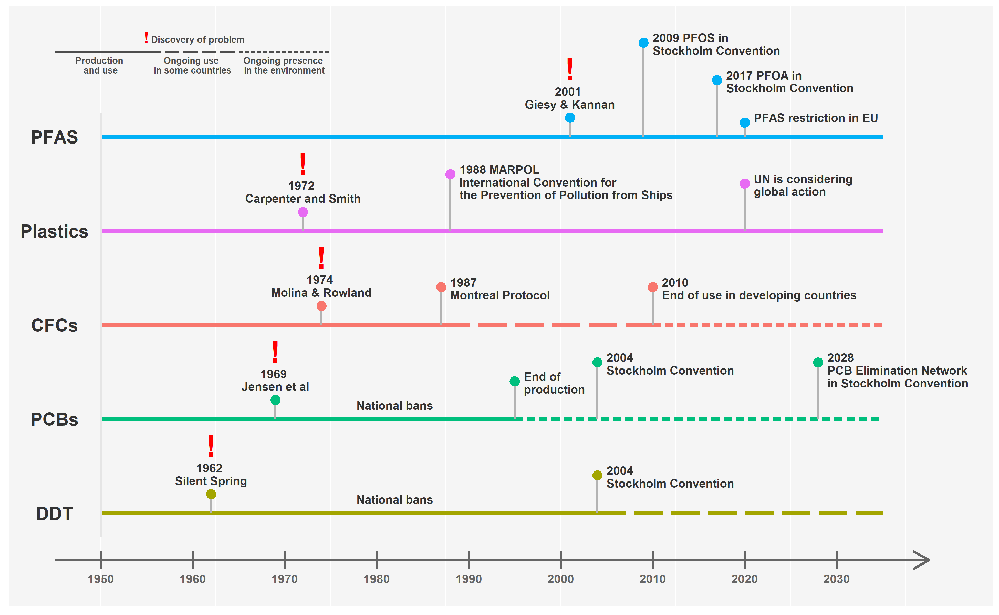 ! Discovery of problem
Production
and use
Ongoing use
in some countries
Ongoing presence
in the environment
2009 PFOS in
Stockholm Convention
!
2001
Giesy & Kannan
2017 PFOA in
Stockholm Convention
PFAS restriction in EU
PFAS
!
1972
Carpenter and Smith
1988 MARPOL
International Convention for
the Prevention of Pollution from Ships
UN is considering
global action
Plastics
!
1974
Molina & Rowland
1987
Montreal Protocol
2010
End of use in developing countries
CFCs
!
1969
Jensen et al
National bans
End of
production
2004
Stockholm Convention
2028
PCB Elimination Network
in Stockholm Convention
PCBs
!
1962
Silent Spring
National bans
2004
Stockholm Convention
DDT
1950 1960 1970 1980 1990 2000 2010 2020 2030